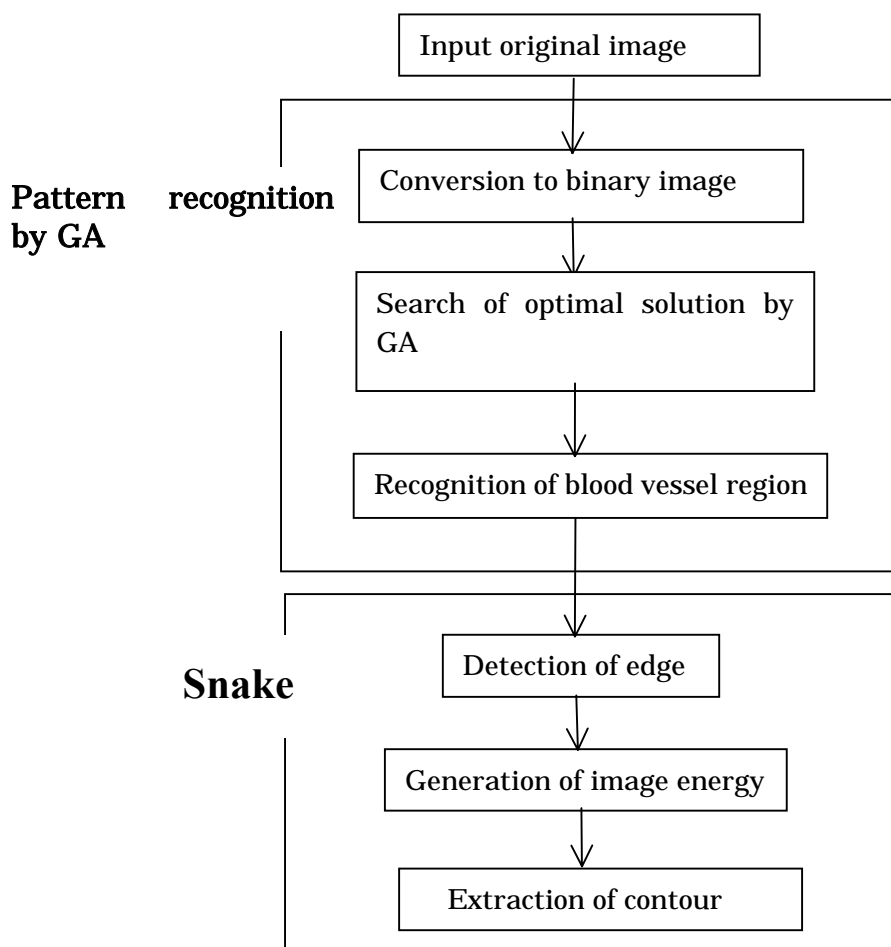 Input original image
Conversion to binary image
Pattern recognition
by GA
Search of optimal solution by
GA
Recognition of blood vessel region
Detection of edge
Snake
Generation of image energy
Extraction of contour